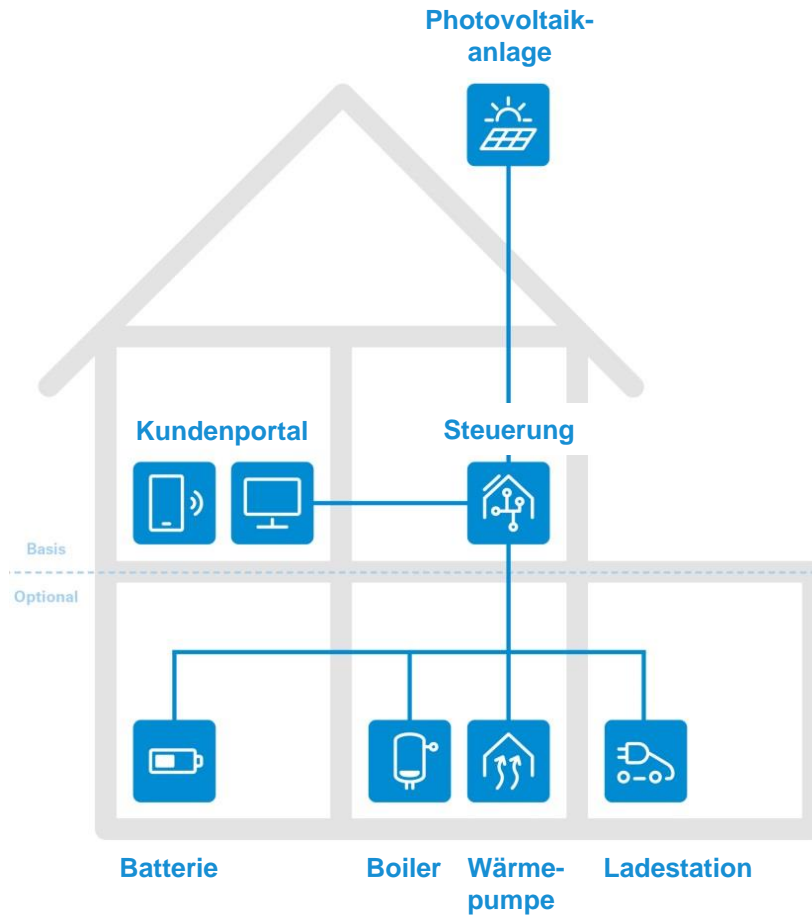 Photovoltaik-
anlage
Kundenportal
Steuerung
Basis
Optional
Batterie
Boiler
Wärme-
pumpe
Ladestation